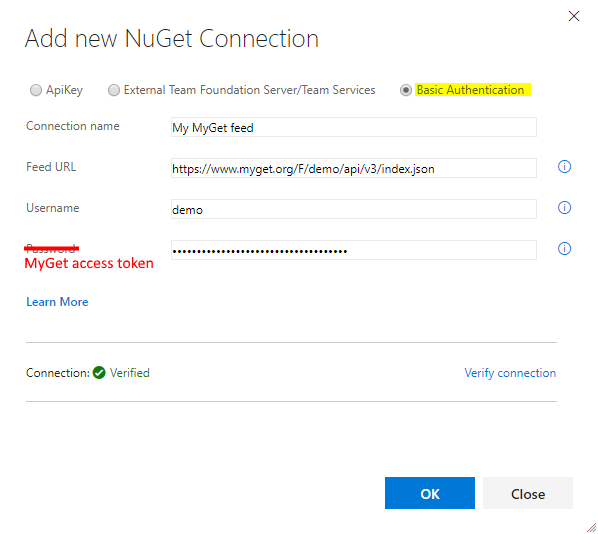 Add new NuGet Connection
ApiKey External Team Foundation Server/Team Services Basic Authentication
Connection name My MyGet feed
Feed URL https://www.myget.org/F/demo/api/v3/index.json
Username demo
Password ••••••••••••••••••••••••••••••••••••
MyGet access token
Learn More
Connection: Verified Verify connection
OK Close